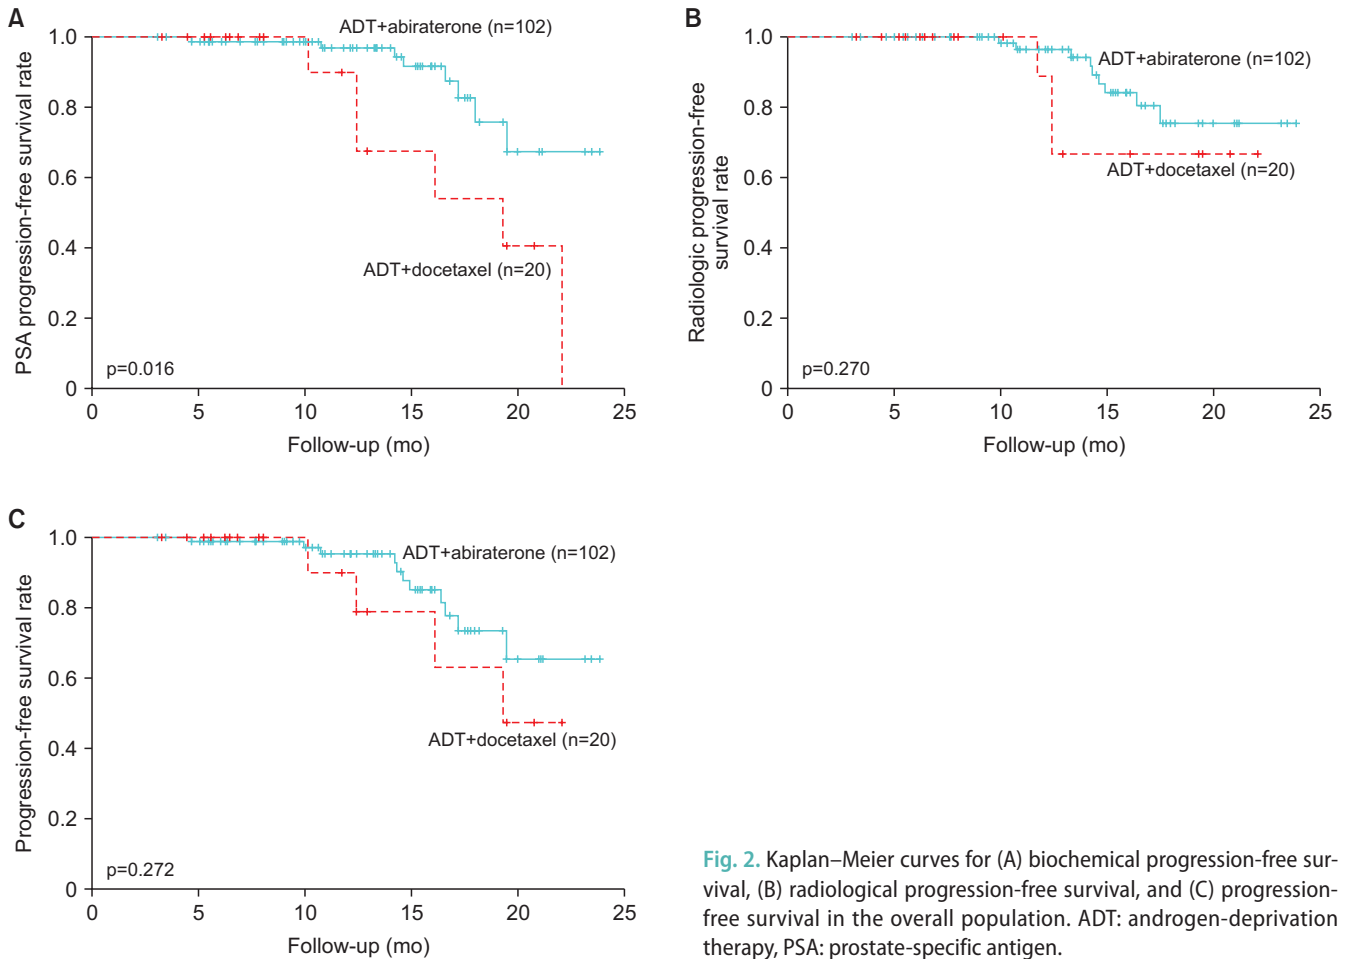 A
PSA progression-free survival rate
1.0
0.8
0.6
0.4
0.2
0
ADT+abiraterone (n=102)
ADT+docetaxel (n=20)
p=0.016
0 5 10 15 20 25
Follow-up (mo)
B
Radiologic progression-free
survival rate
1.0
0.8
0.6
0.4
0.2
0
ADT+abiraterone (n=102)
ADT+docetaxel (n=20)
p=0.270
0 5 10 15 20 25
Follow-up (mo)
C
Progression-free survival rate
1.0
0.8
0.6
0.4
0.2
0
ADT+abiraterone (n=102)
ADT+docetaxel (n=20)
p=0.272
0 5 10 15 20 25
Follow-up (mo)
Fig. 2. Kaplan–Meier curves for (A) biochemical progression-free sur-
vival, (B) radiological progression-free survival, and (C) progression-
free survival in the overall population. ADT: androgen-deprivation
therapy, PSA: prostate-specific antigen.